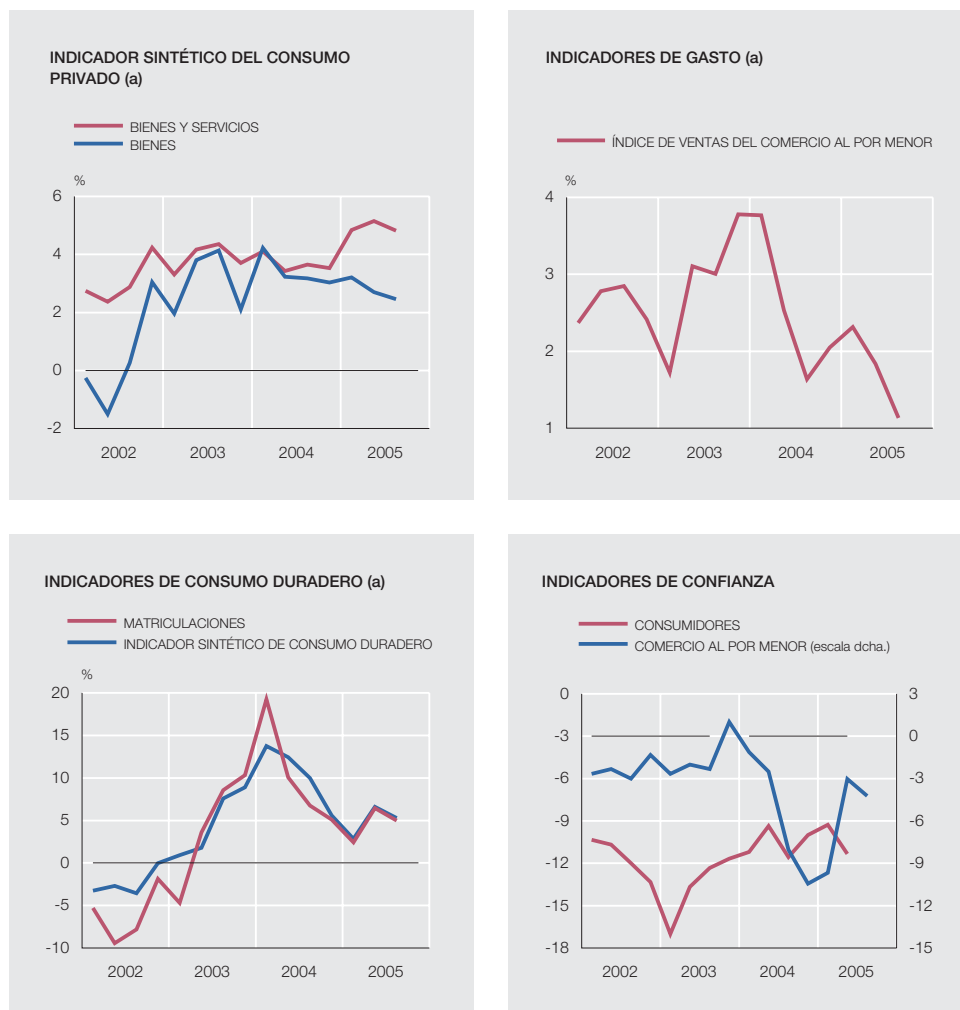 INDICADOR SINTÉTICO DEL CONSUMO
PRIVADO (a)
BIENES Y SERVICIOS
BIENES
%
6
4
2
0
-2
2002 2003 2004 2005
INDICADORES DE GASTO (a)
ÍNDICE DE VENTAS DEL COMERCIO AL POR MENOR
%
4
3
2
1
2002 2003 2004 2005
INDICADORES DE CONSUMO DURADERO (a)
MATRICULACIONES
INDICADOR SINTÉTICO DE CONSUMO DURADERO
%
20
15
10
5
0
-5
-10
2002 2003 2004 2005
INDICADORES DE CONFIANZA
CONSUMIDORES
COMERCIO AL POR MENOR (escala dcha.)
0 3
-3 0
-6 -3
-9 -6
-12 -9
-15 -12
-18 -15
2002 2003 2004 2005